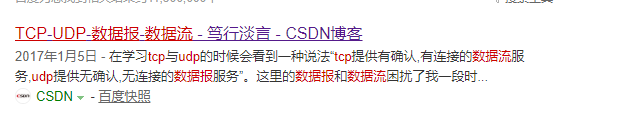 TCP-UDP-数据报-数据流 - 笃行淡言 - CSDN博客
2017年1月5日 - 在学习tcp与udp的时候会看到一种说法“tcp提供有确认,有连接的数据流服
务,udp提供无确认,无连接的数据报服务”。这里的数据报和数据流困扰了我一段时...
CSDN - 百度快照